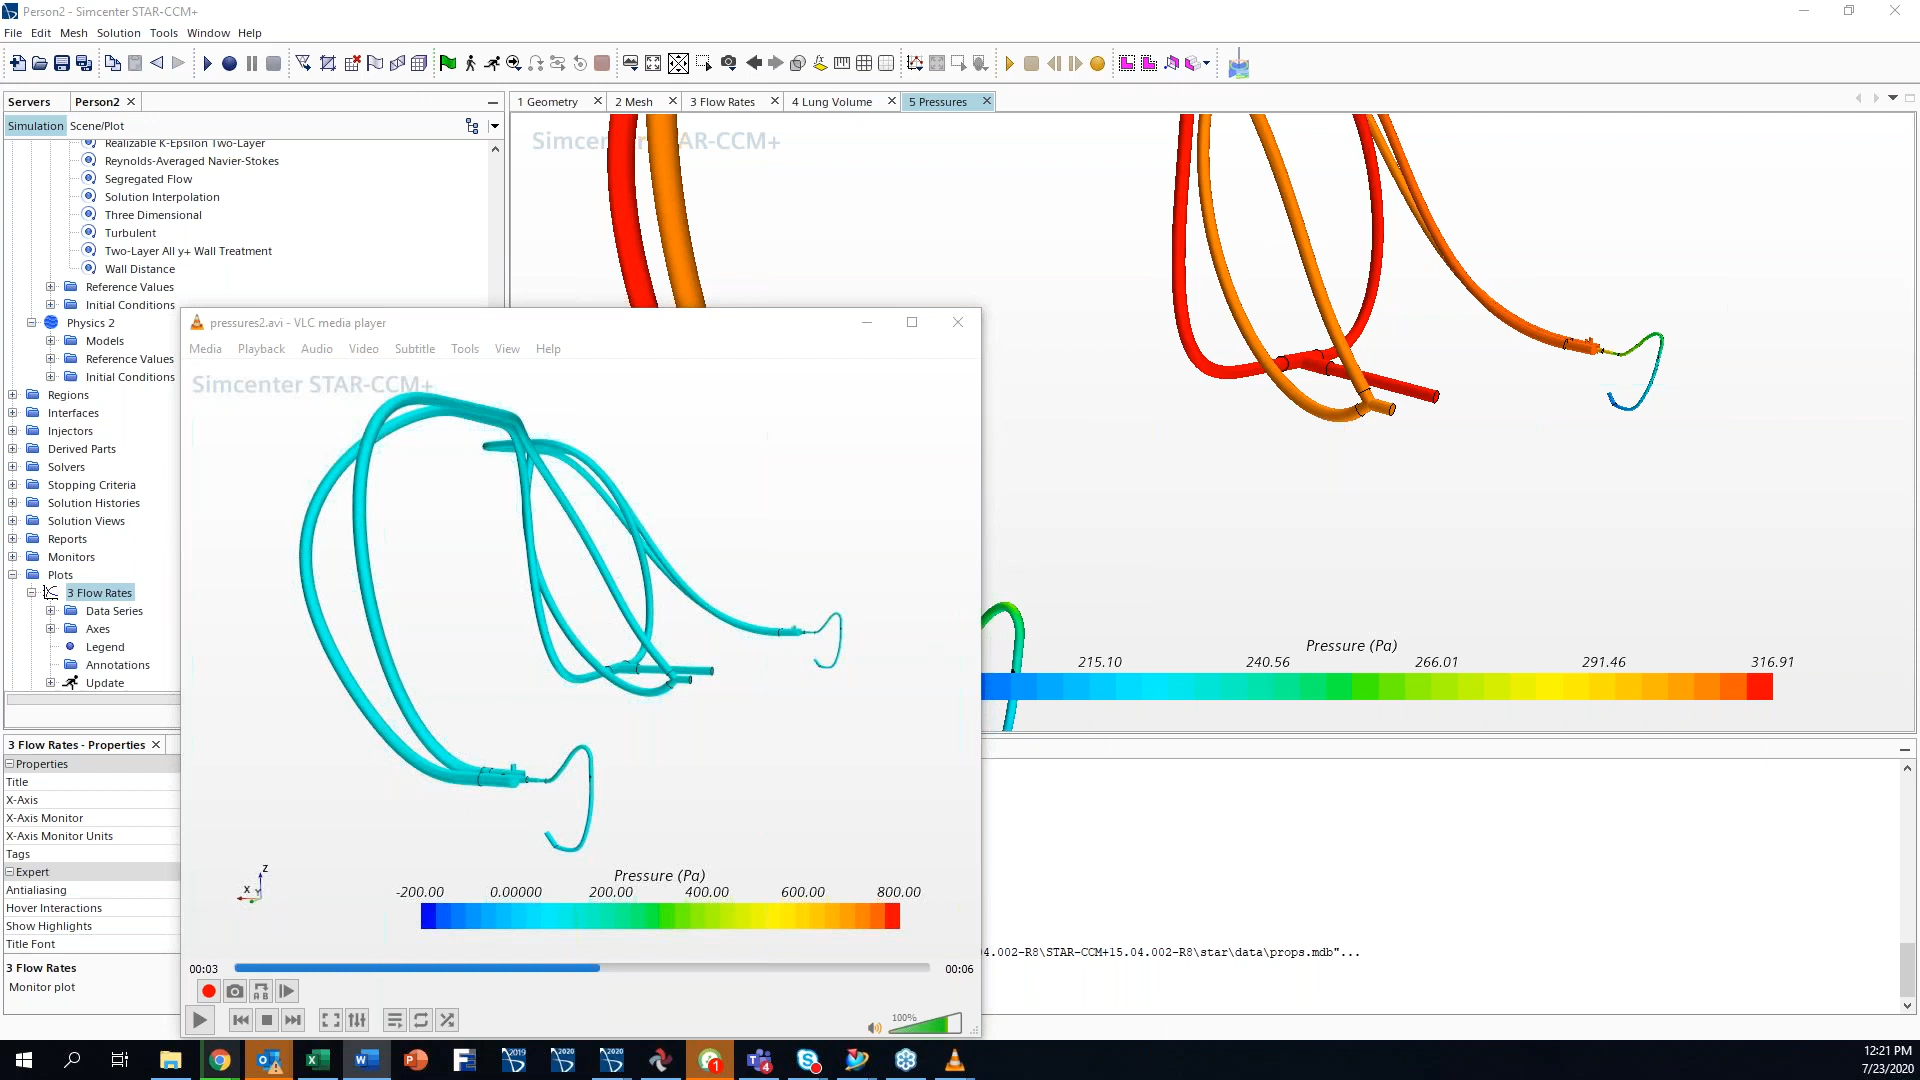 Person2 - Simcenter STAR-CCM+
File Edit Mesh Solution Tools Window Help
Servers Person2
1 Geometry 2 Mesh 3 Flow Rates 4 Lung Volume 5 Pressures
Simulation Scene/Plot
Realizable K-Epsilon Two-Layer
Reynolds-Averaged Navier-Stokes
Segregated Flow
Solution Interpolation
Three Dimensional
Turbulent
Two-Layer All y+ Wall Treatment
Wall Distance
Reference Values
Initial Conditions
Physics 2
Models
Reference Values
Initial Conditions
Regions
Interfaces
Injectors
Derived Parts
Solvers
Stopping Criteria
Solution Histories
Solution Views
Reports
Monitors
Plots
3 Flow Rates
Data Series
Axes
Legend
Annotations
Update
3 Flow Rates - Properties
Properties
Title
X-Axis
X-Axis Monitor
X-Axis Monitor Units
Tags
Expert
Antialiasing
Hover Interactions
Show Highlights
Title Font
3 Flow Rates
Monitor plot
Simcenter STAR-CCM+
Pressure (Pa)
215.10 240.56 266.01 291.46 316.91
pressures2.avi - VLC media player
Media Playback Audio Video Subtitle Tools View Help
Simcenter STAR-CCM+
Z
X Y
Pressure (Pa)
-200.00 0.00000 200.00 400.00 600.00 800.00
00:03 00:06
100%
4.002-R8\STAR-CCM+15.04.002-R8\star\data\props.mdb"...
2019 2020 2020 1 4
12:21 PM
7/23/2020